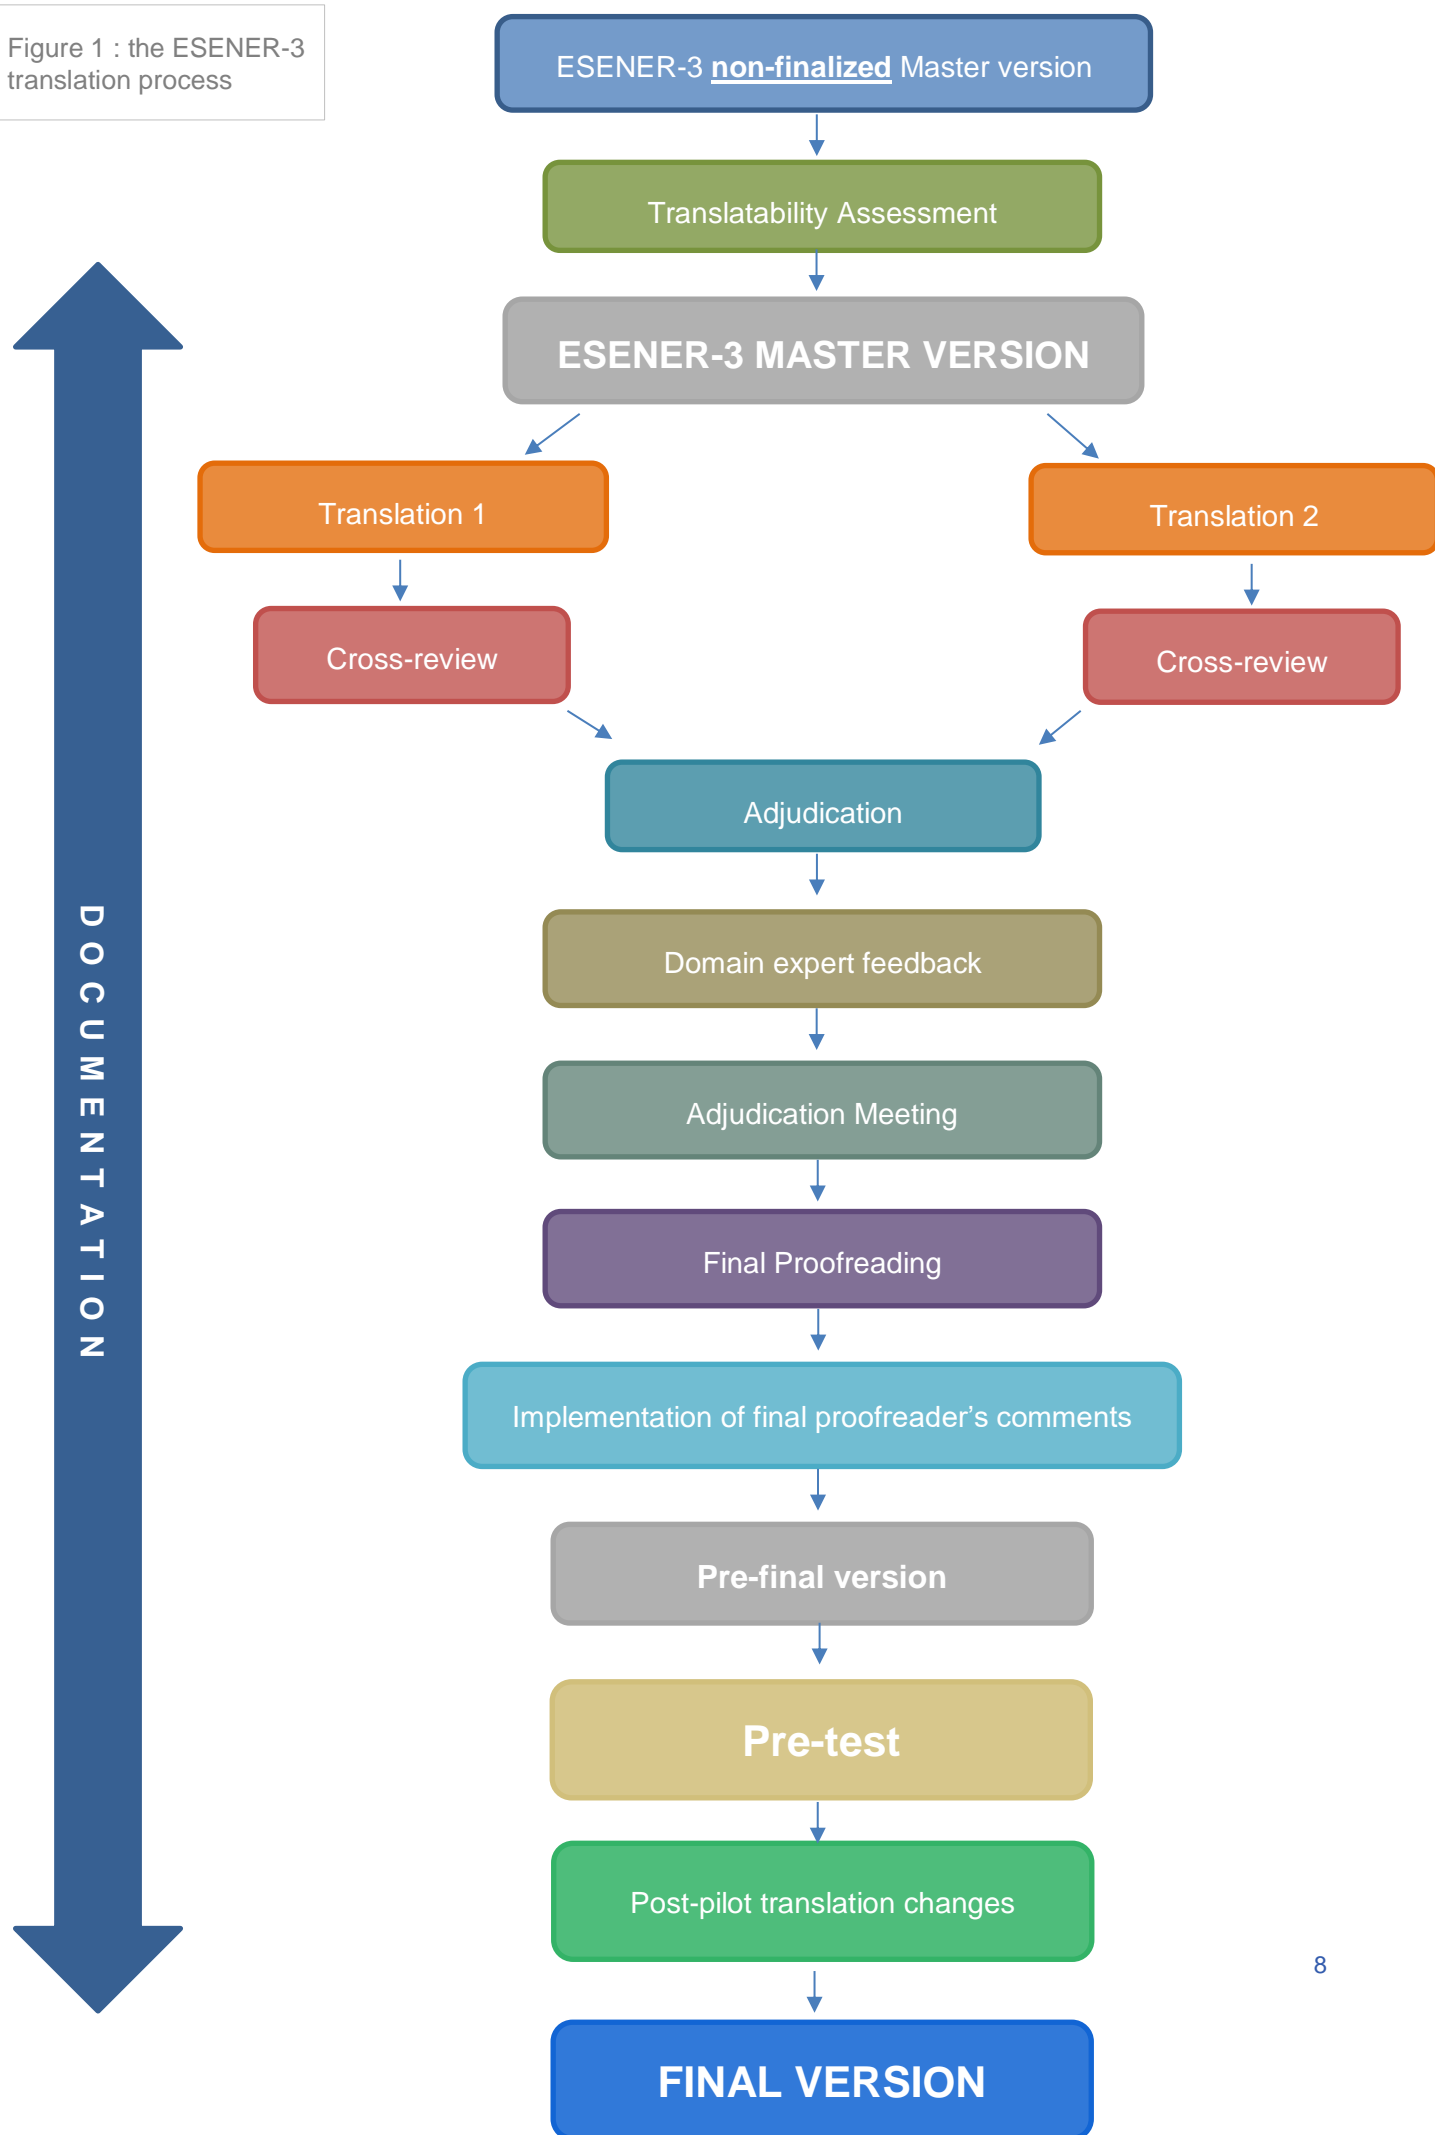 Figure 1 : the ESENER-3
translation process
ESENER-3 non-finalized Master version
Translatability Assessment
ESENER-3 MASTER VERSION
Translation 1
Translation 2
Cross-review
Cross-review
Adjudication
Domain expert feedback
Adjudication Meeting
Final Proofreading
Implementation of final proofreader’s comments
Pre-final version
Pre-test
Post-pilot translation changes
FINAL VERSION
DOCUMENTATION
8